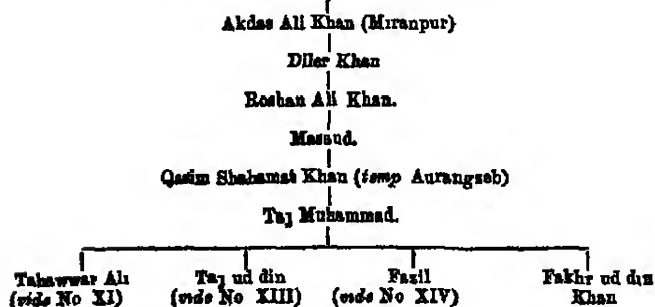 Akdas Ali Khan (Miranpur)
Diler Khan
Roshan Ali Khan.
Masaud.
Qasim Shahamat Khan (temp Aurangzeb)
Taj Muhammad.
Tahawwar Ali Taj ud din Fazil Fakhr ud din
(vide No XI) (vide No XIII) (vide No XIV) Khan